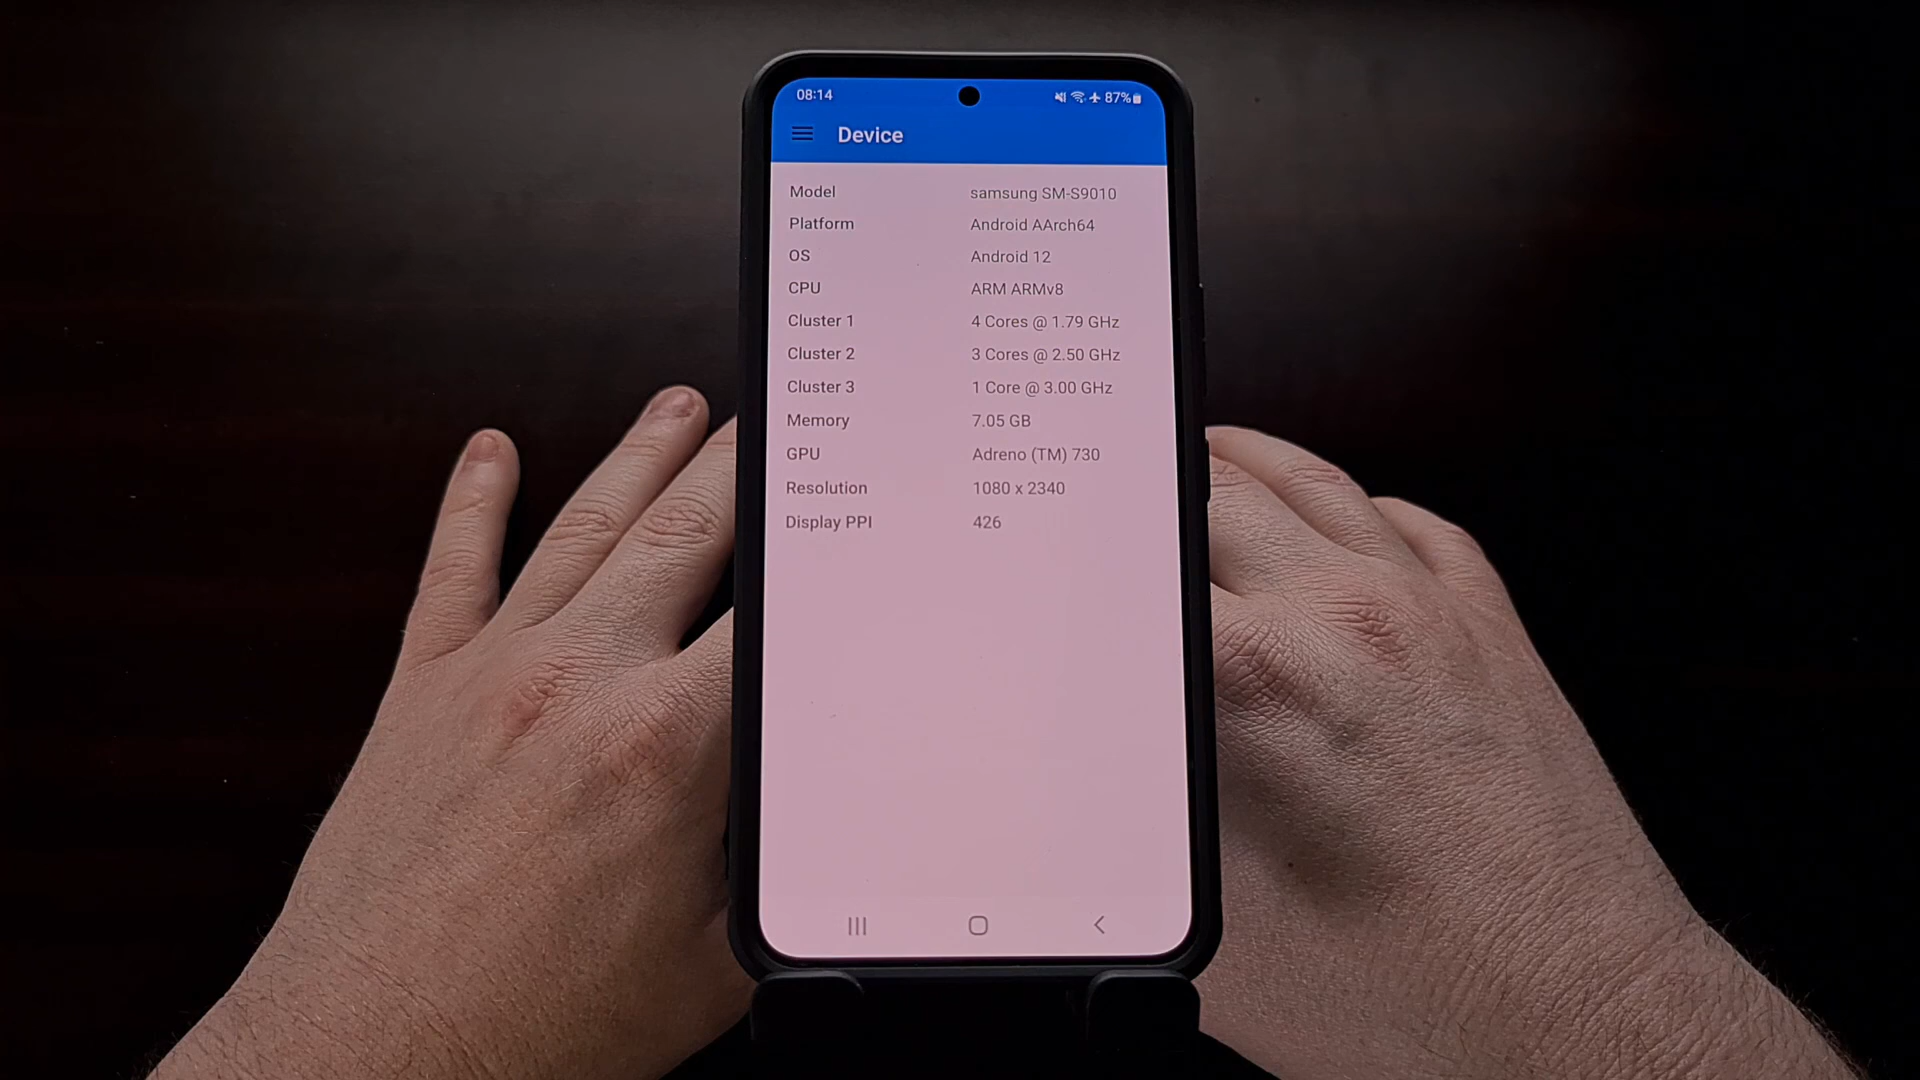 08:14 87%
Device
Model samsung SM-S9010
Platform Android AArch64
OS Android 12
CPU ARM ARMv8
Cluster 1 4 Cores @ 1.79 GHz
Cluster 2 3 Cores @ 2.50 GHz
Cluster 3 1 Core @ 3.00 GHz
Memory 7.05 GB
GPU Adreno (TM) 730
Resolution 1080 x 2340
Display PPI 426